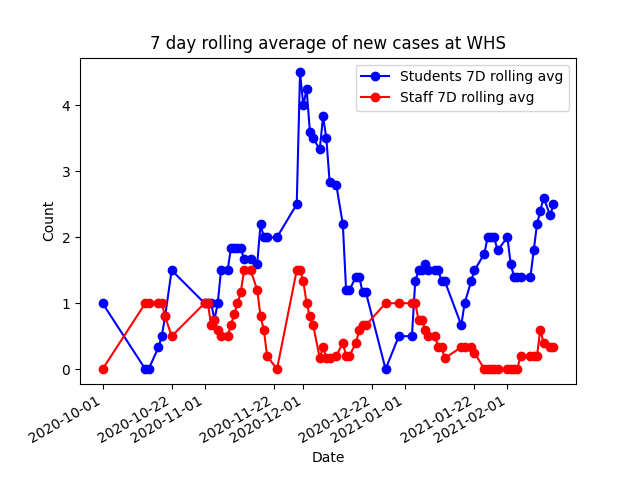 7 day rolling average of new cases at WHS
Students 7D rolling avg
Staff 7D rolling avg
Count
4
3
2
1
0
2020-10-01
2020-10-22
2020-11-01
2020-11-22
2020-12-01
2020-12-22
2021-01-01
2021-01-22
2021-02-01
Date